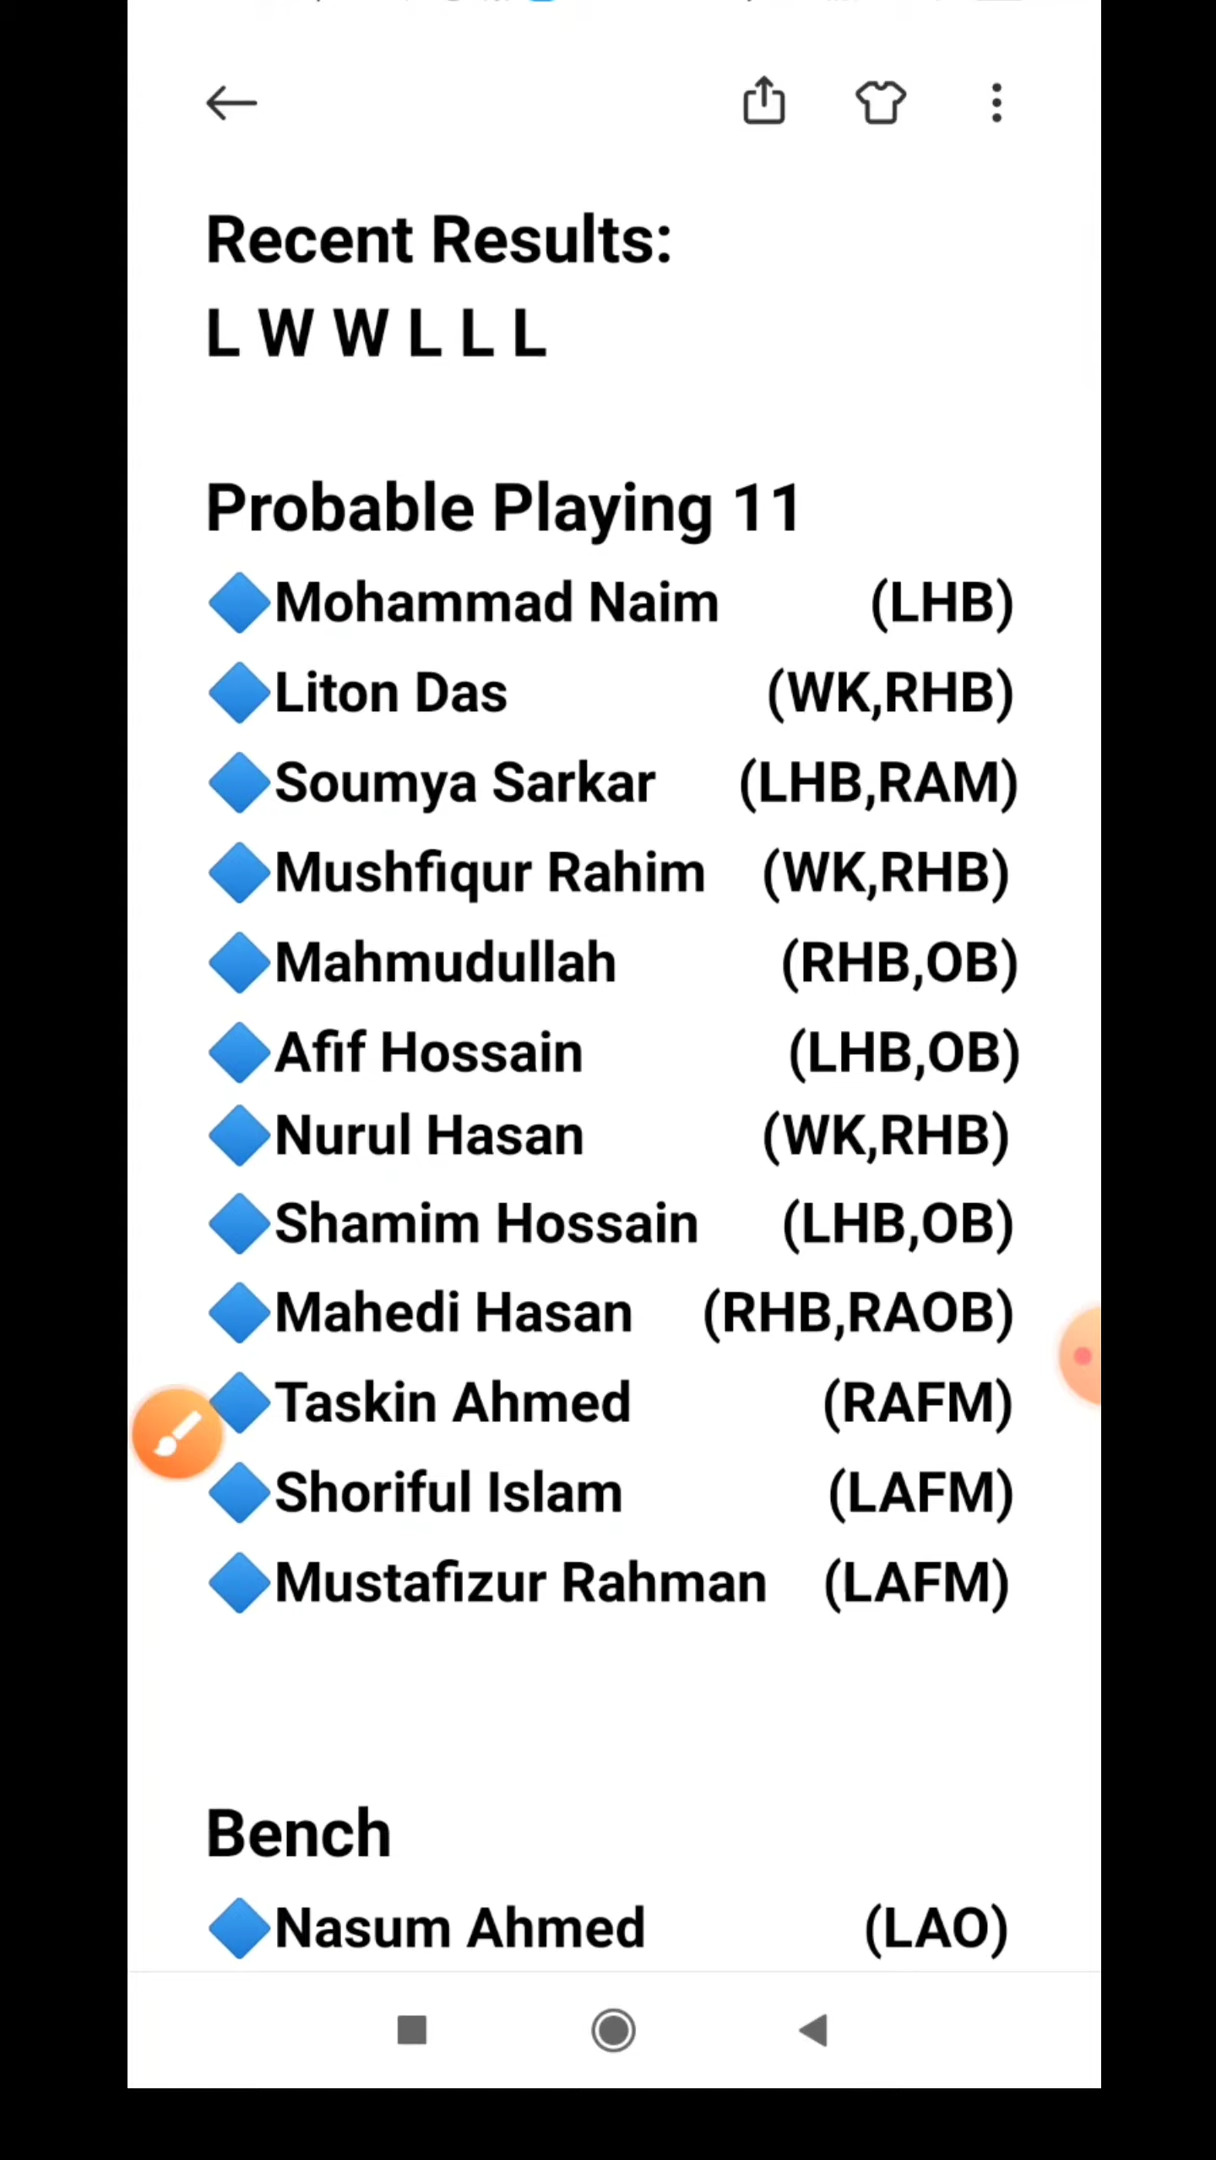 Recent Results:
L W W L L L
Probable Playing 11
🔷Mohammad Naim (LHB)
🔷Liton Das (WK,RHB)
🔷Soumya Sarkar (LHB,RAM)
🔷Mushfiqur Rahim (WK,RHB)
🔷Mahmudullah (RHB,OB)
🔷Afif Hossain (LHB,OB)
🔷Nurul Hasan (WK,RHB)
🔷Shamim Hossain (LHB,OB)
🔷Mahedi Hasan (RHB,RAOB)
🔷Taskin Ahmed (RAFM)
🔷Shoriful Islam (LAFM)
🔷Mustafizur Rahman (LAFM)
Bench
🔷Nasum Ahmed (LAO)